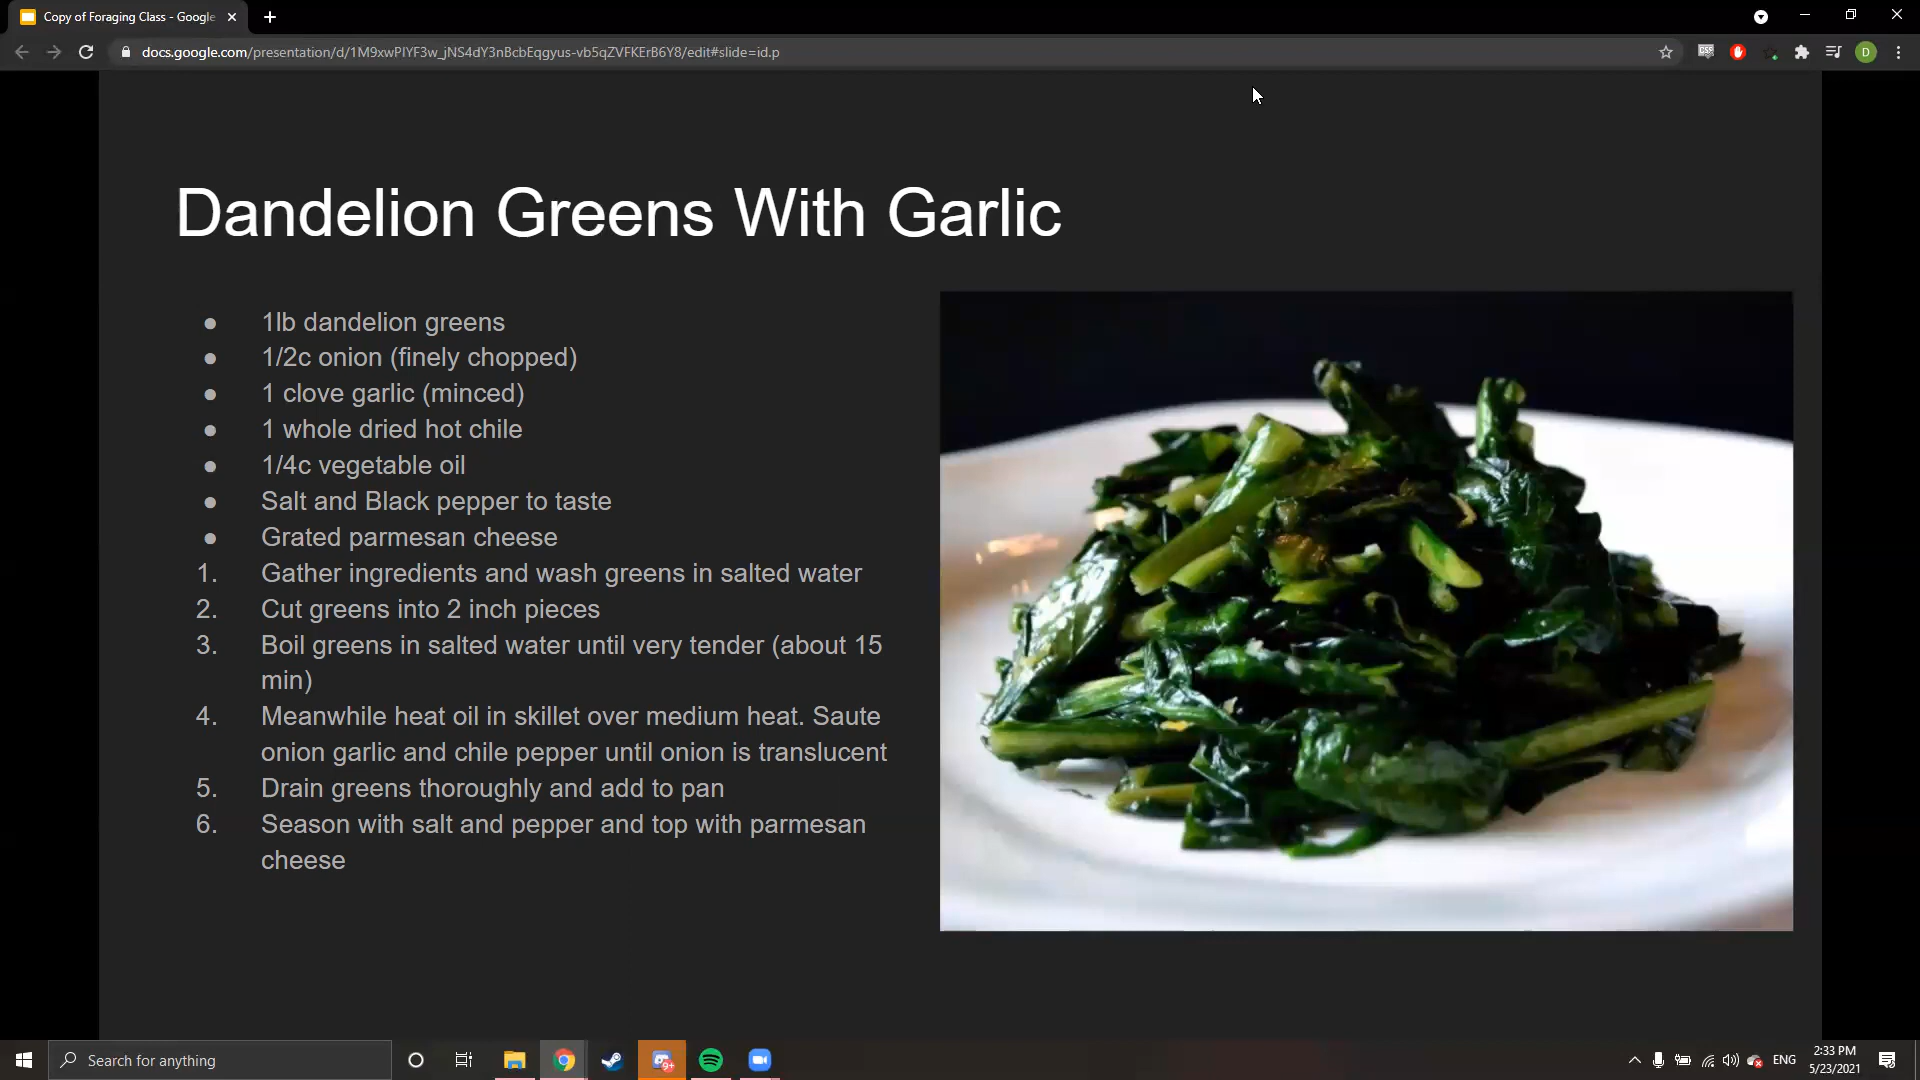 Copy of Foraging Class - Google
docs.google.com/presentation/d/1M9xwPIYF3w_jNS4dY3nBcbEqgyus-vb5qZVFKErB6Y8/edit#slide=id.p
D
Dandelion Greens With Garlic
● 1lb dandelion greens
● 1/2c onion (finely chopped)
● 1 clove garlic (minced)
● 1 whole dried hot chile
● 1/4c vegetable oil
● Salt and Black pepper to taste
● Grated parmesan cheese
1. Gather ingredients and wash greens in salted water
2. Cut greens into 2 inch pieces
3. Boil greens in salted water until very tender (about 15
min)
4. Meanwhile heat oil in skillet over medium heat. Saute
onion garlic and chile pepper until onion is translucent
5. Drain greens thoroughly and add to pan
6. Season with salt and pepper and top with parmesan
cheese
Search for anything
9+
ENG
2:33 PM
5/23/2021